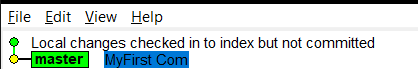 File Edit View Help
Local changes checked in to index but not committed
master MyFirst Com